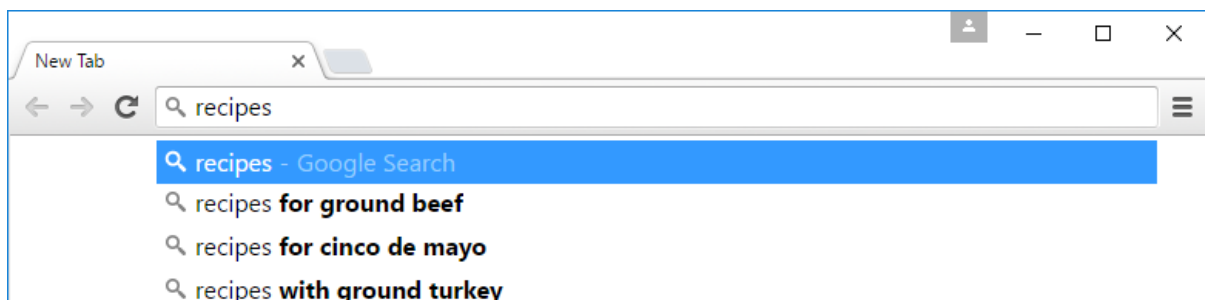 New Tab
recipes
recipes - Google Search
recipes for ground beef
recipes for cinco de mayo
recipes with ground turkey